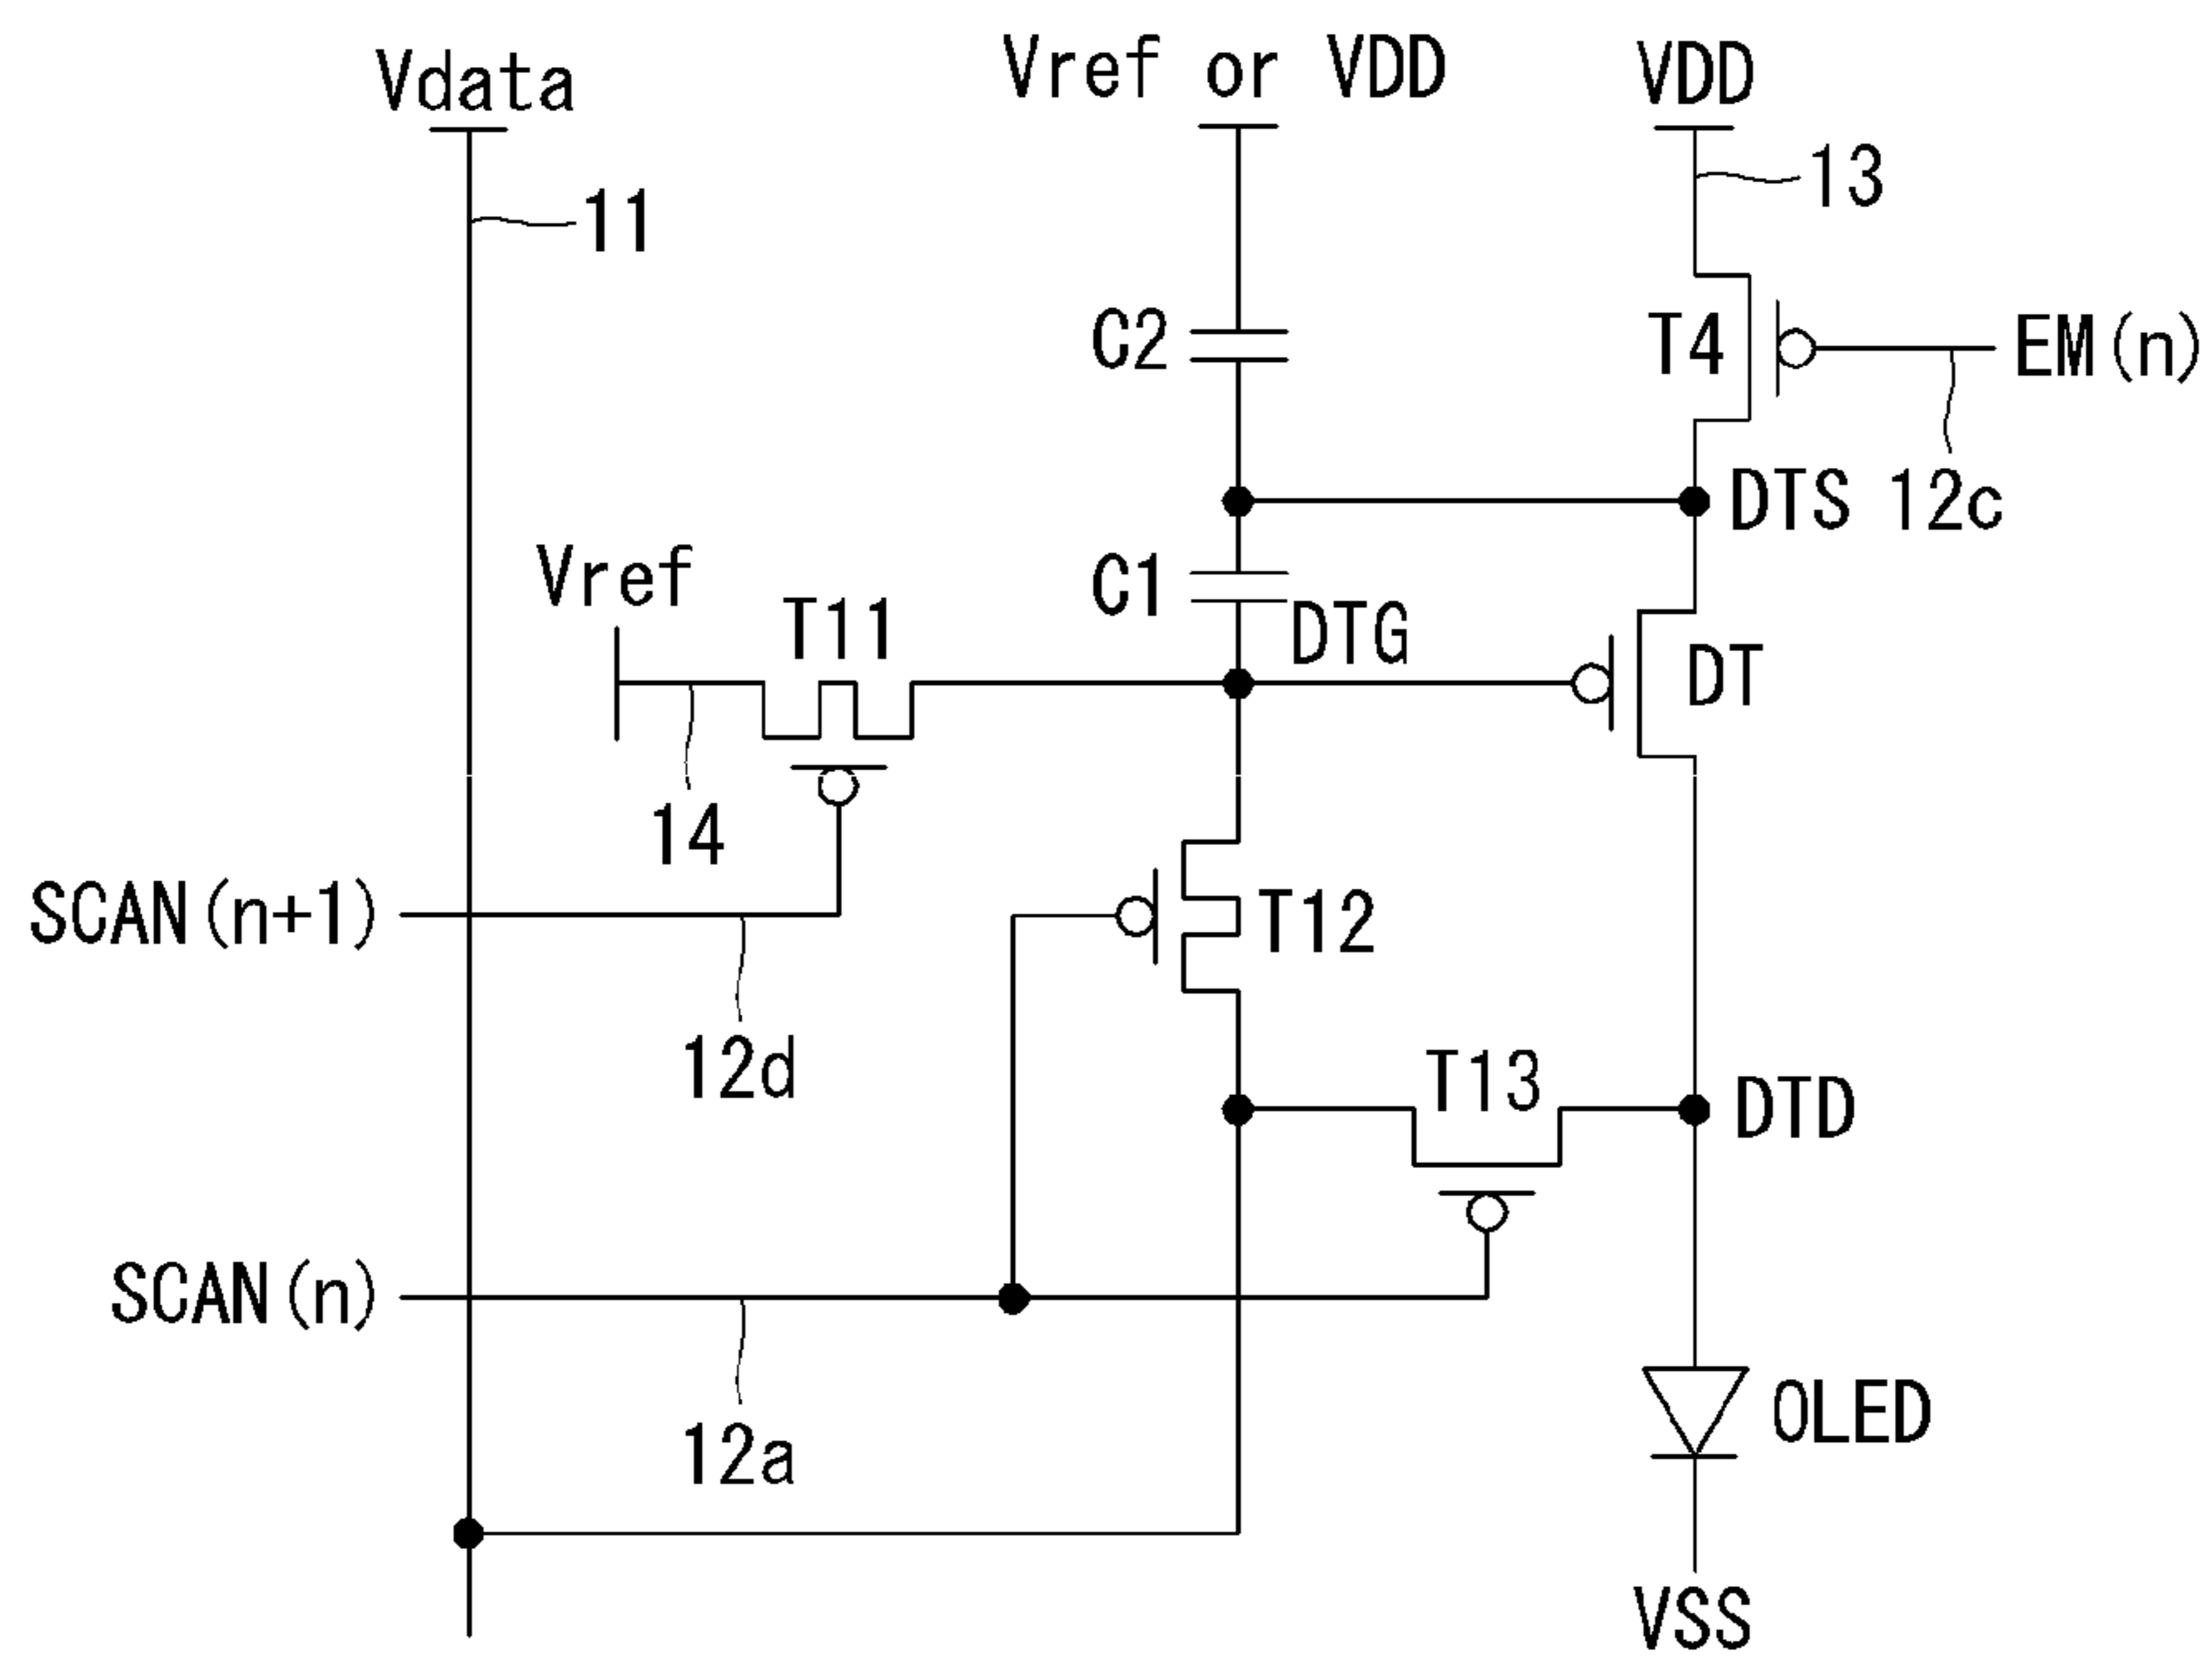 Vdata
Vref or VDD
VDD
11
13
C2
T4
EM(n)
DTS
12c
Vref
T11
C1
DTG
DT
14
SCAN(n+1)
T12
12d
T13
DTD
SCAN(n)
12a
OLED
VSS